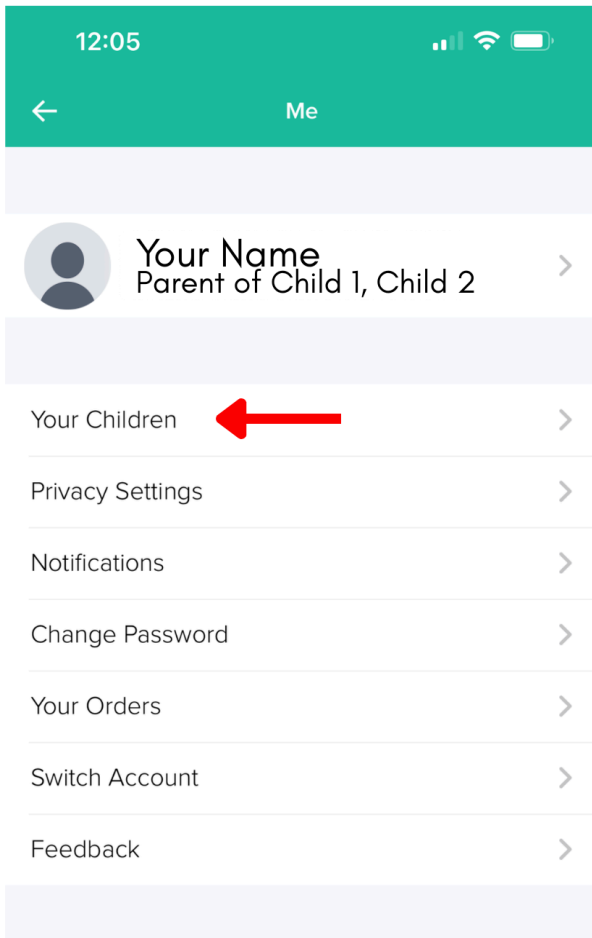 12:05
Me
Your Name
Parent of Child 1, Child 2
Your Children
Privacy Settings
Notifications
Change Password
Your Orders
Switch Account
Feedback